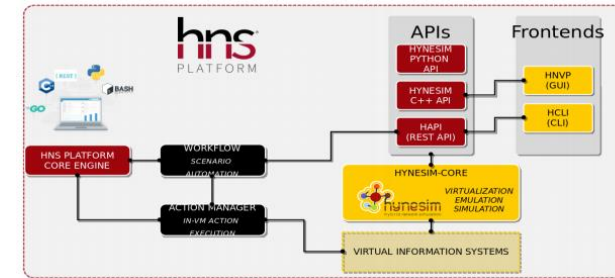 hns
PLATFORM
APIs
Frontends
HYNESIM
PYTHON
API
HYNESIM
C++ API
HAPI
(REST API)
HNVP
(GUI)
HCLI
(CLI)
{REST}
BASH
GO
HNS PLATFORM
CORE ENGINE
WORKFLOW
SCENARIO
AUTOMATION
ACTION MANAGER
IN-VM ACTION
EXECUTION
HYNESIM-CORE
hynesim
VIRTUALIZATION
EMULATION
SIMULATION
VIRTUAL INFORMATION SYSTEMS